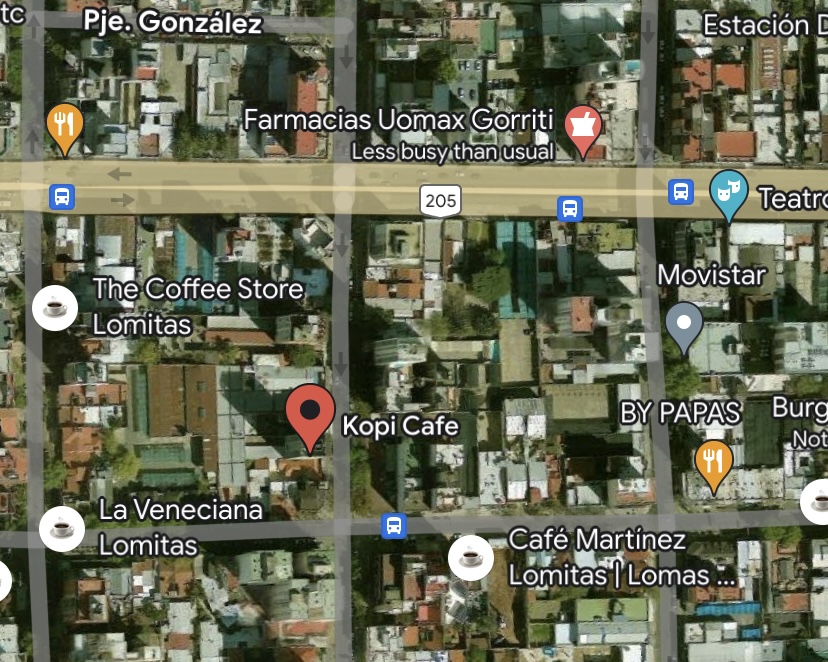 tc
Pje. González
Estación D
Farmacias Uomax Gorriti
Less busy than usual
205
Teatro
The Coffee Store
Lomitas
Movistar
Kopi Cafe
BY PAPAS
Burg
Not
La Veneciana
Lomitas
Café Martínez
Lomitas | Lomas ...